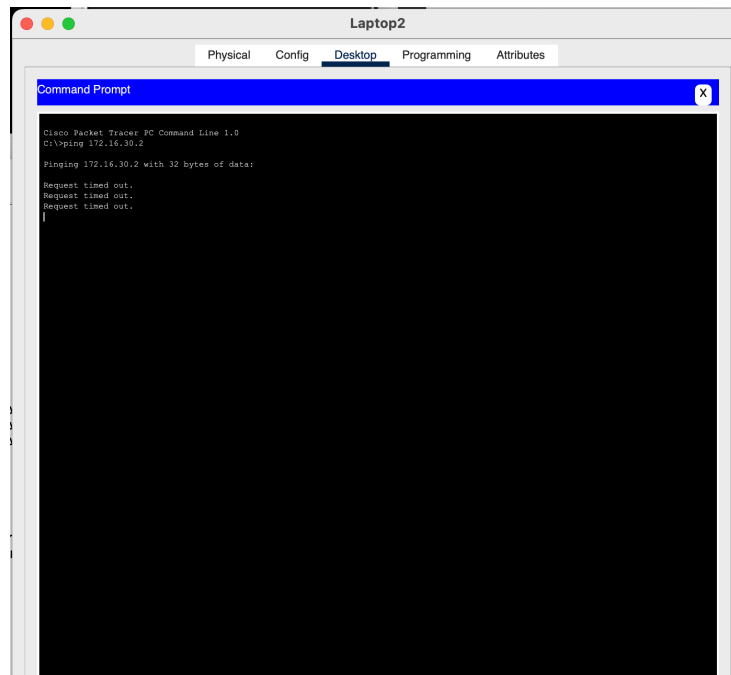 Laptop2
Physical Config Desktop Programming Attributes
Command Prompt
X
Cisco Packet Tracer PC Command Line 1.0
C:\>ping 172.16.30.2
Pinging 172.16.30.2 with 32 bytes of data:
Request timed out.
Request timed out.
Request timed out.